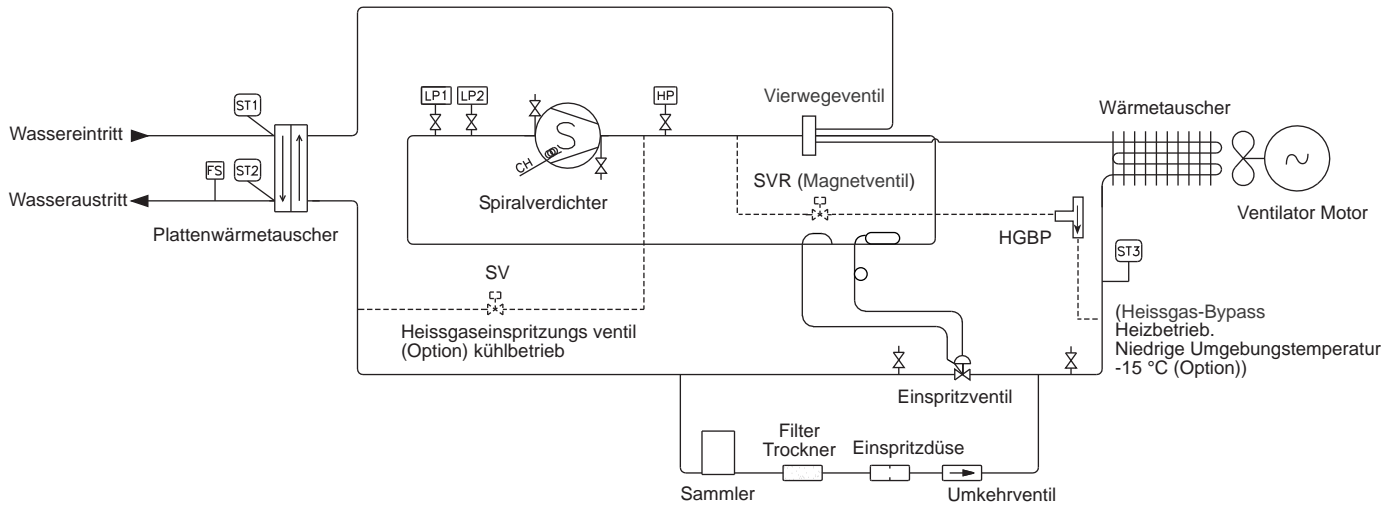 LP1
LP2
HP
Vierwegeventil
Wärmetauscher
ST1
Wassereintritt
S
CH
FS
ST2
SVR (Magnetventil)
Wasseraustritt
Spiralverdichter
Ventilator Motor
Plattenwärmetauscher
HGBP
ST3
SV
Heissgaseinspritzungs ventil
(Option) kühlbetrieb
(Heissgas-Bypass
Heizbetrieb.
Niedrige Umgebungstemperatur
-15 °C (Option))
Einspritzventil
Filter
Trockner
Einspritzdüse
Sammler
Umkehrventil